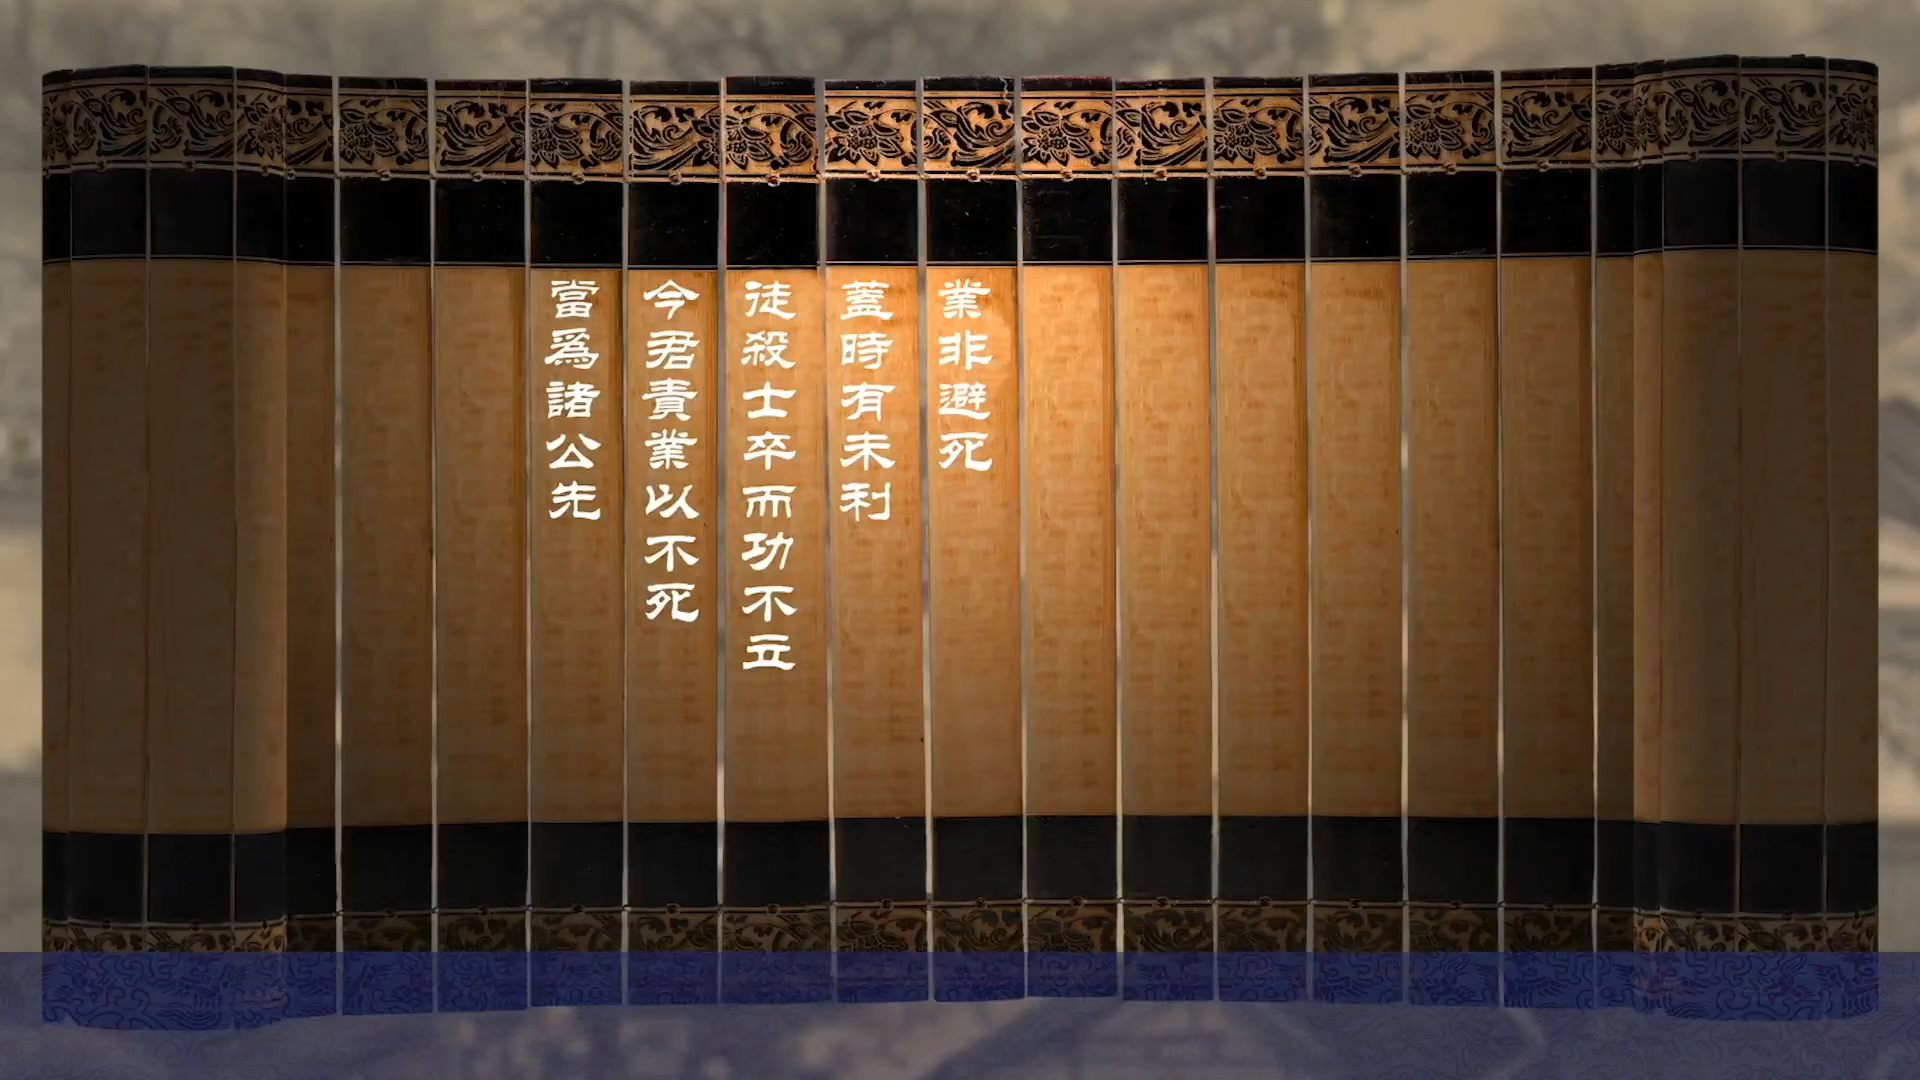 業非避死
蓋時有未利
徒殺士卒而功不立
今君責業以不死
當爲諸公先